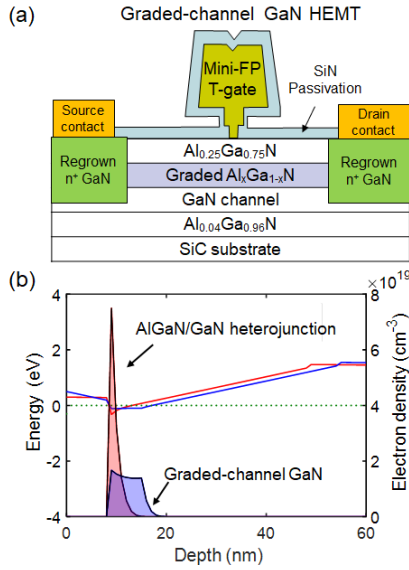 (a) Graded-channel GaN HEMT
Mini-FP
T-gate
SiN
Passivation
Source
contact
Drain
contact
Regrown
n⁺ GaN
Al₀.₂₅Ga₀.₇₅N
Graded AlₓGa₁₋ₓN
GaN channel
Al₀.₀₄Ga₀.₉₆N
SiC substrate
Regrown
n⁺ GaN
(b)
Energy (eV)
4
2
0
-2
-4
AlGaN/GaN heterojunction
Graded-channel GaN
×10¹⁹
8
6
4
2
0
Electron density (cm⁻³)
0
20
40
60
Depth (nm)